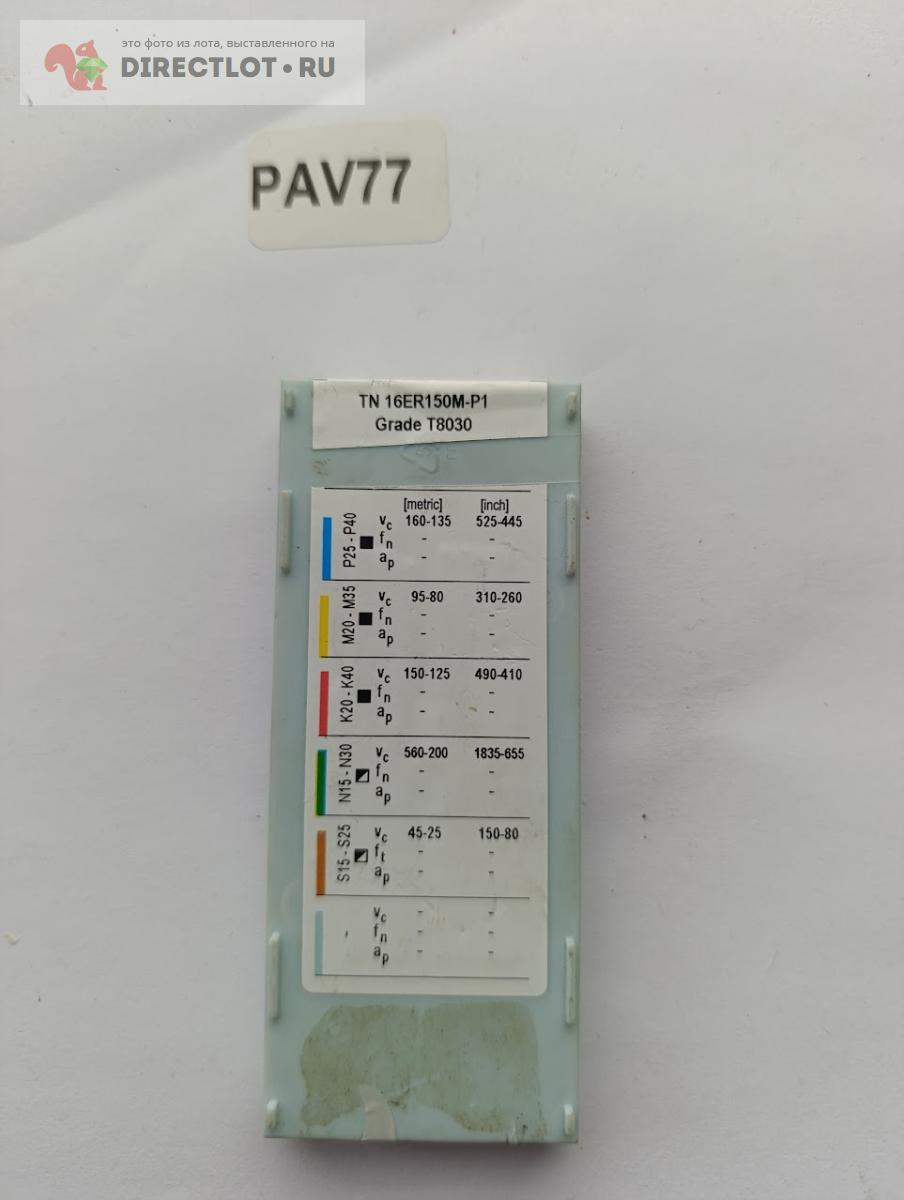 это фото из лота, выставленного на
DIRECTLOT•RU
PAV77
TN 16ER150M-P1
Grade T8030
[metric] [inch]
P25 - P40
vc 160-135 525-445
fn - -
ap - -
M20 - M35
vc 95-80 310-260
fn - -
ap - -
K20 - K40
vc 150-125 490-410
fn - -
ap - -
N15 - N30
vc 560-200 1835-655
fn - -
ap - -
S15 - S25
vc 45-25 150-80
ft - -
ap - -
vc - -
fn - -
ap - -